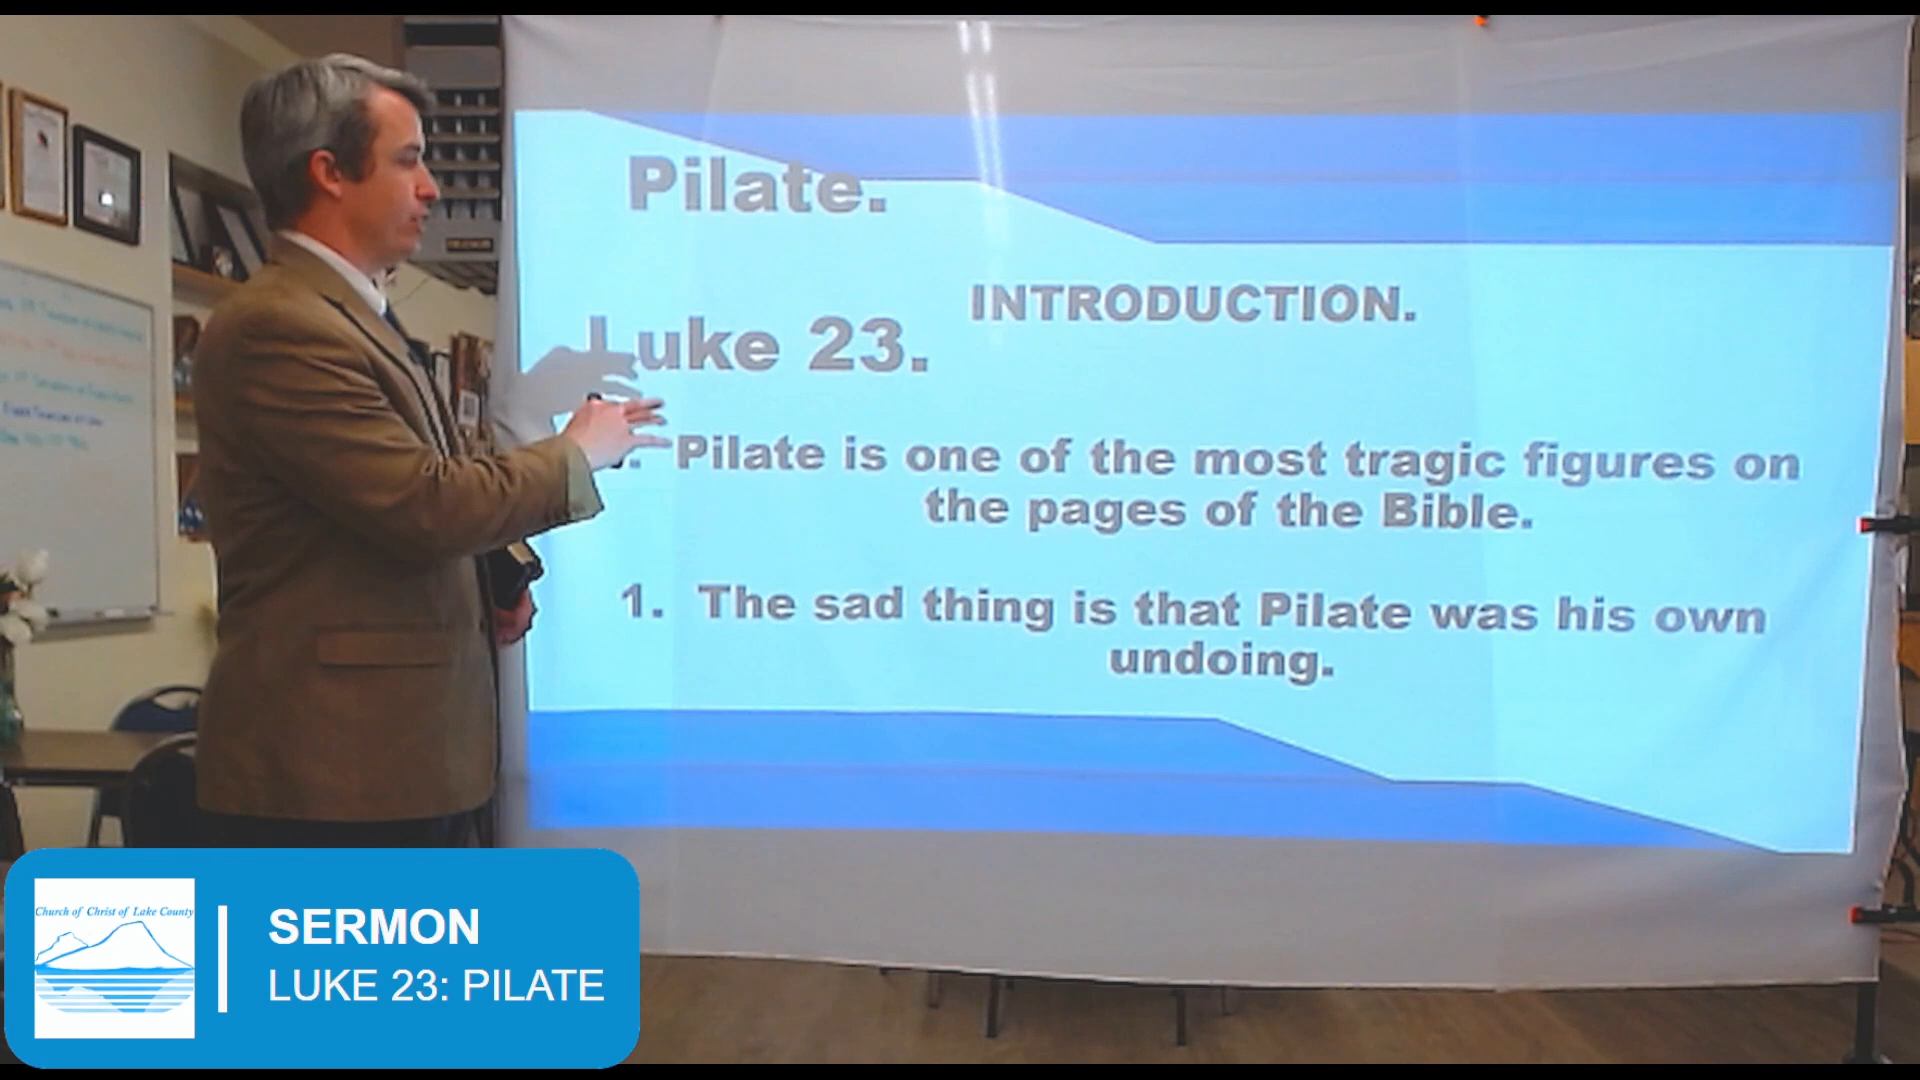 Pilate.
INTRODUCTION.
Luke 23.
Pilate is one of the most tragic figures on
the pages of the Bible.
1. The sad thing is that Pilate was his own
undoing.
Church of Christ of Lake County
SERMON
LUKE 23: PILATE